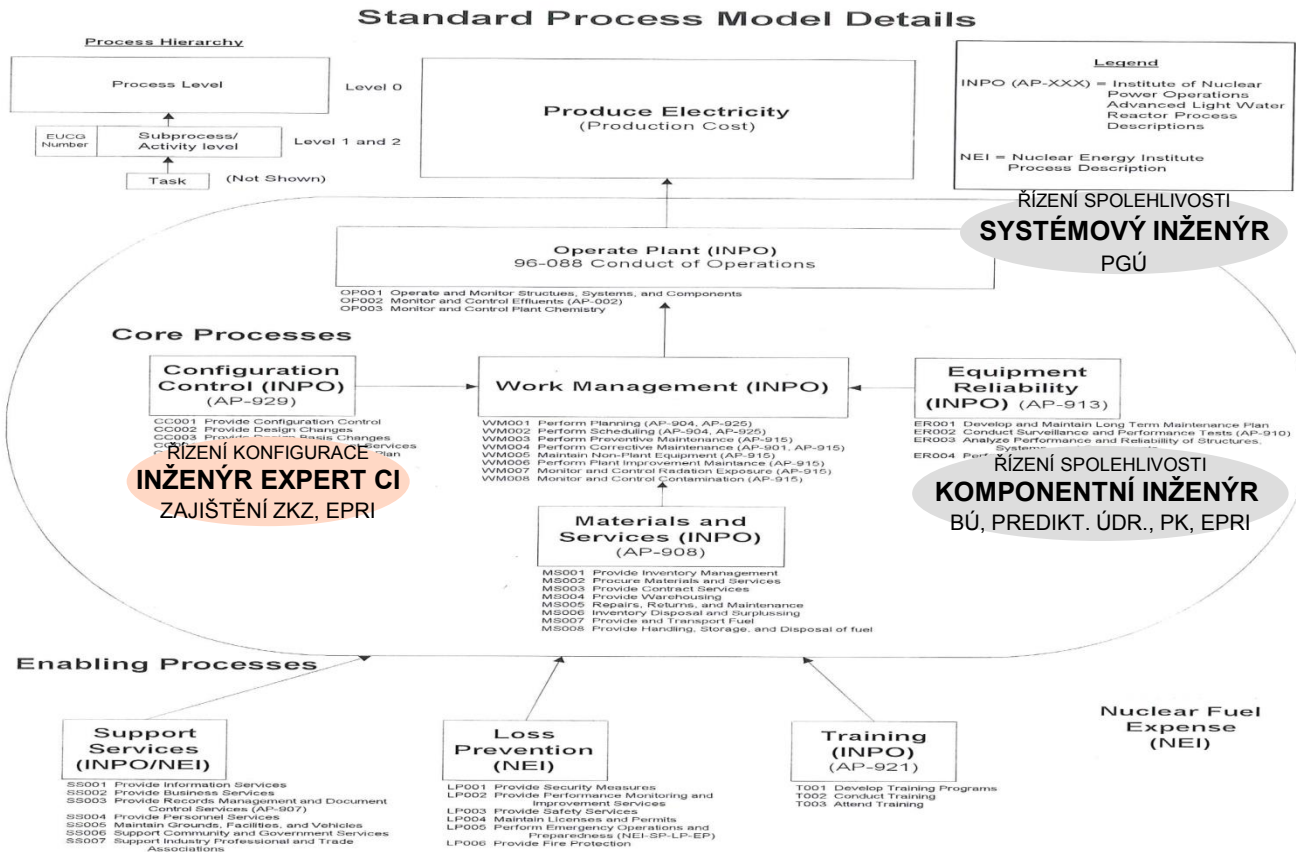 Standard Process Model Details
Process Hierarchy
Process Level
Level 0
EUCG
Number
Subprocess/
Activity level
Level 1 and 2
Task
(Not Shown)
Produce Electricity
(Production Cost)
Legend
INPO (AP-XXX) = Institute of Nuclear
Power Operations
Advanced Light Water
Reactor Process
Descriptions
NEI = Nuclear Energy Institute
Process Description
ŘÍZENÍ SPOLEHLIVOSTI
SYSTÉMOVÝ INŽENÝR
PGÚ
Operate Plant (INPO)
96-088 Conduct of Operations
OP001 Operate and Monitor Structues, Systems, and Components
OP002 Monitor and Control Effluents (AP-002)
OP003 Monitor and Control Plant Chemistry
Core Processes
Configuration
Control (INPO)
(AP-929)
CC001 Provide Configuration Control
CC002 Provide Design Changes
CC003 Provide Design Basis Changes
Services
Plan
ŘÍZENÍ KONFIGURACE
INŽENÝR EXPERT CI
ZAJIŠTĚNÍ ZKZ, EPRI
Work Management (INPO)
WM001 Perform Planning (AP-904, AP-925)
WM002 Perform Scheduling (AP-904, AP-925)
WM003 Perform Preventive Maintenance (AP-915)
WM004 Perform Corrective Maintenance (AP-901, AP-915)
WM005 Maintain Non-Plant Equipment (AP-915)
WM006 Perform Plant Improvement Maintance (AP-915)
WM007 Monitor and Control Radation Exposure (AP-915)
WM008 Monitor and Control Contamination (AP-915)
Equipment
Reliability
(INPO) (AP-913)
ER001 Develop and Maintain Long Term Maintenance Plan
ER002 Conduct Surveillance and Performance Tests (AP-910)
ER003 Analyze Performance and Reliability of Structures,
Systems
ER004
ŘÍZENÍ SPOLEHLIVOSTI
KOMPONENTNÍ INŽENÝR
BÚ, PREDIKT. ÚDR., PK, EPRI
Materials and
Services (INPO)
(AP-908)
MS001 Provide Inventory Management
MS002 Procure Materials and Services
MS003 Provide Contract Services
MS004 Provide Warehousing
MS005 Repairs, Returns, and Maintenance
MS006 Inventory Disposal and Surplussing
MS007 Provide and Transport Fuel
MS008 Provide Handling, Storage, and Disposal of fuel
Enabling Processes
Support
Services
(INPO/NEI)
SS001 Provide Information Services
SS002 Provide Business Services
SS003 Provide Records Management and Document
Control Services (AP-907)
SS004 Provide Personnel Services
SS005 Maintain Grounds, Facilities, and Vehicles
SS006 Support Community and Government Services
SS007 Support Industry Professional and Trade
Associations
Loss
Prevention
(NEI)
LP001 Provide Security Measures
LP002 Provide Performance Monitoring and
Improvement Services
LP003 Provide Safety Services
LP004 Maintain Licenses and Permits
LP005 Perform Emergency Operations and
Preparedness (NEI-SP-LP-EP)
LP006 Provide Fire Protection
Training
(INPO)
(AP-921)
T001 Develop Training Programs
T002 Conduct Training
T003 Attend Training
Nuclear Fuel
Expense
(NEI)